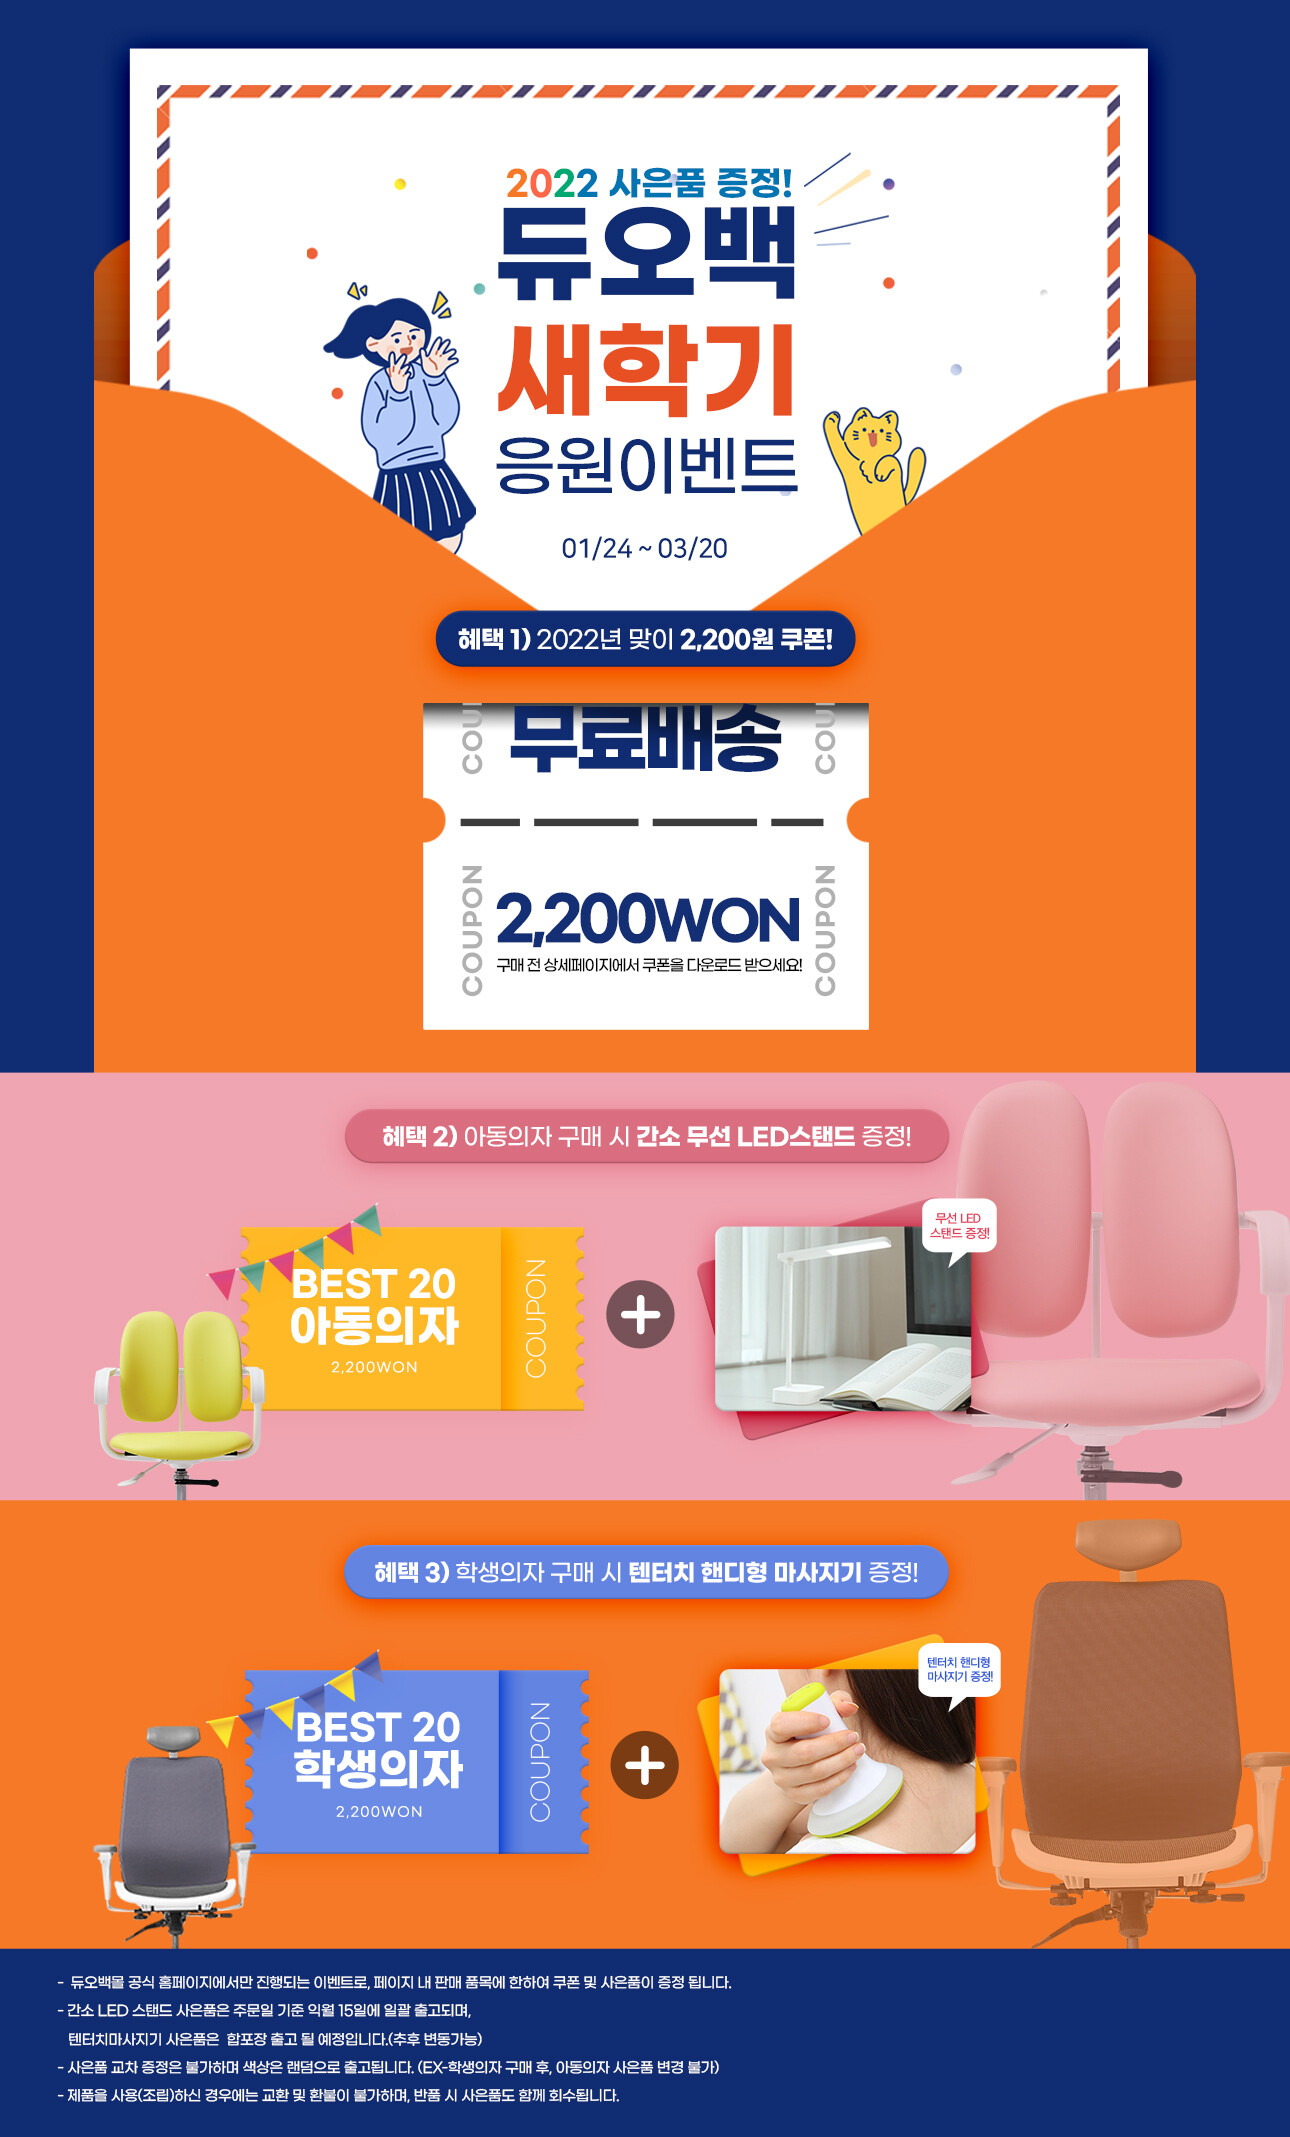 2022 사은품 증정!
듀오백
새학기
응원이벤트
01/24 ~ 03/20
혜택 1) 2022년 맞이 2,200원 쿠폰!
무료배송
COUPON
COUPON
2,200WON
구매 전 상세페이지에서 쿠폰을 다운로드 받으세요!
혜택 2) 아동의자 구매 시 간소 무선 LED스탠드 증정!
무선 LED
스탠드 증정!
BEST 20
아동의자
2,200WON
COUPON
혜택 3) 학생의자 구매 시 텐터치 핸디형 마사지기 증정!
텐터치 핸디형
마사지기 증정!
BEST 20
학생의자
2,200WON
COUPON
- 듀오백몰 공식 홈페이지에서만 진행되는 이벤트로, 페이지 내 판매 품목에 한하여 쿠폰 및 사은품이 증정 됩니다.
- 간소 LED 스탠드 사은품은 주문일 기준 익월 15일에 일괄 출고되며,
텐터치마사지기 사은품은 합포장 출고 될 예정입니다.(추후 변동가능)
- 사은품 교차 증정은 불가하며 색상은 랜덤으로 출고됩니다. (EX-학생의자 구매 후, 아동의자 사은품 변경 불가)
- 제품을 사용(조립)하신 경우에는 교환 및 환불이 불가하며, 반품 시 사은품도 함께 회수됩니다.